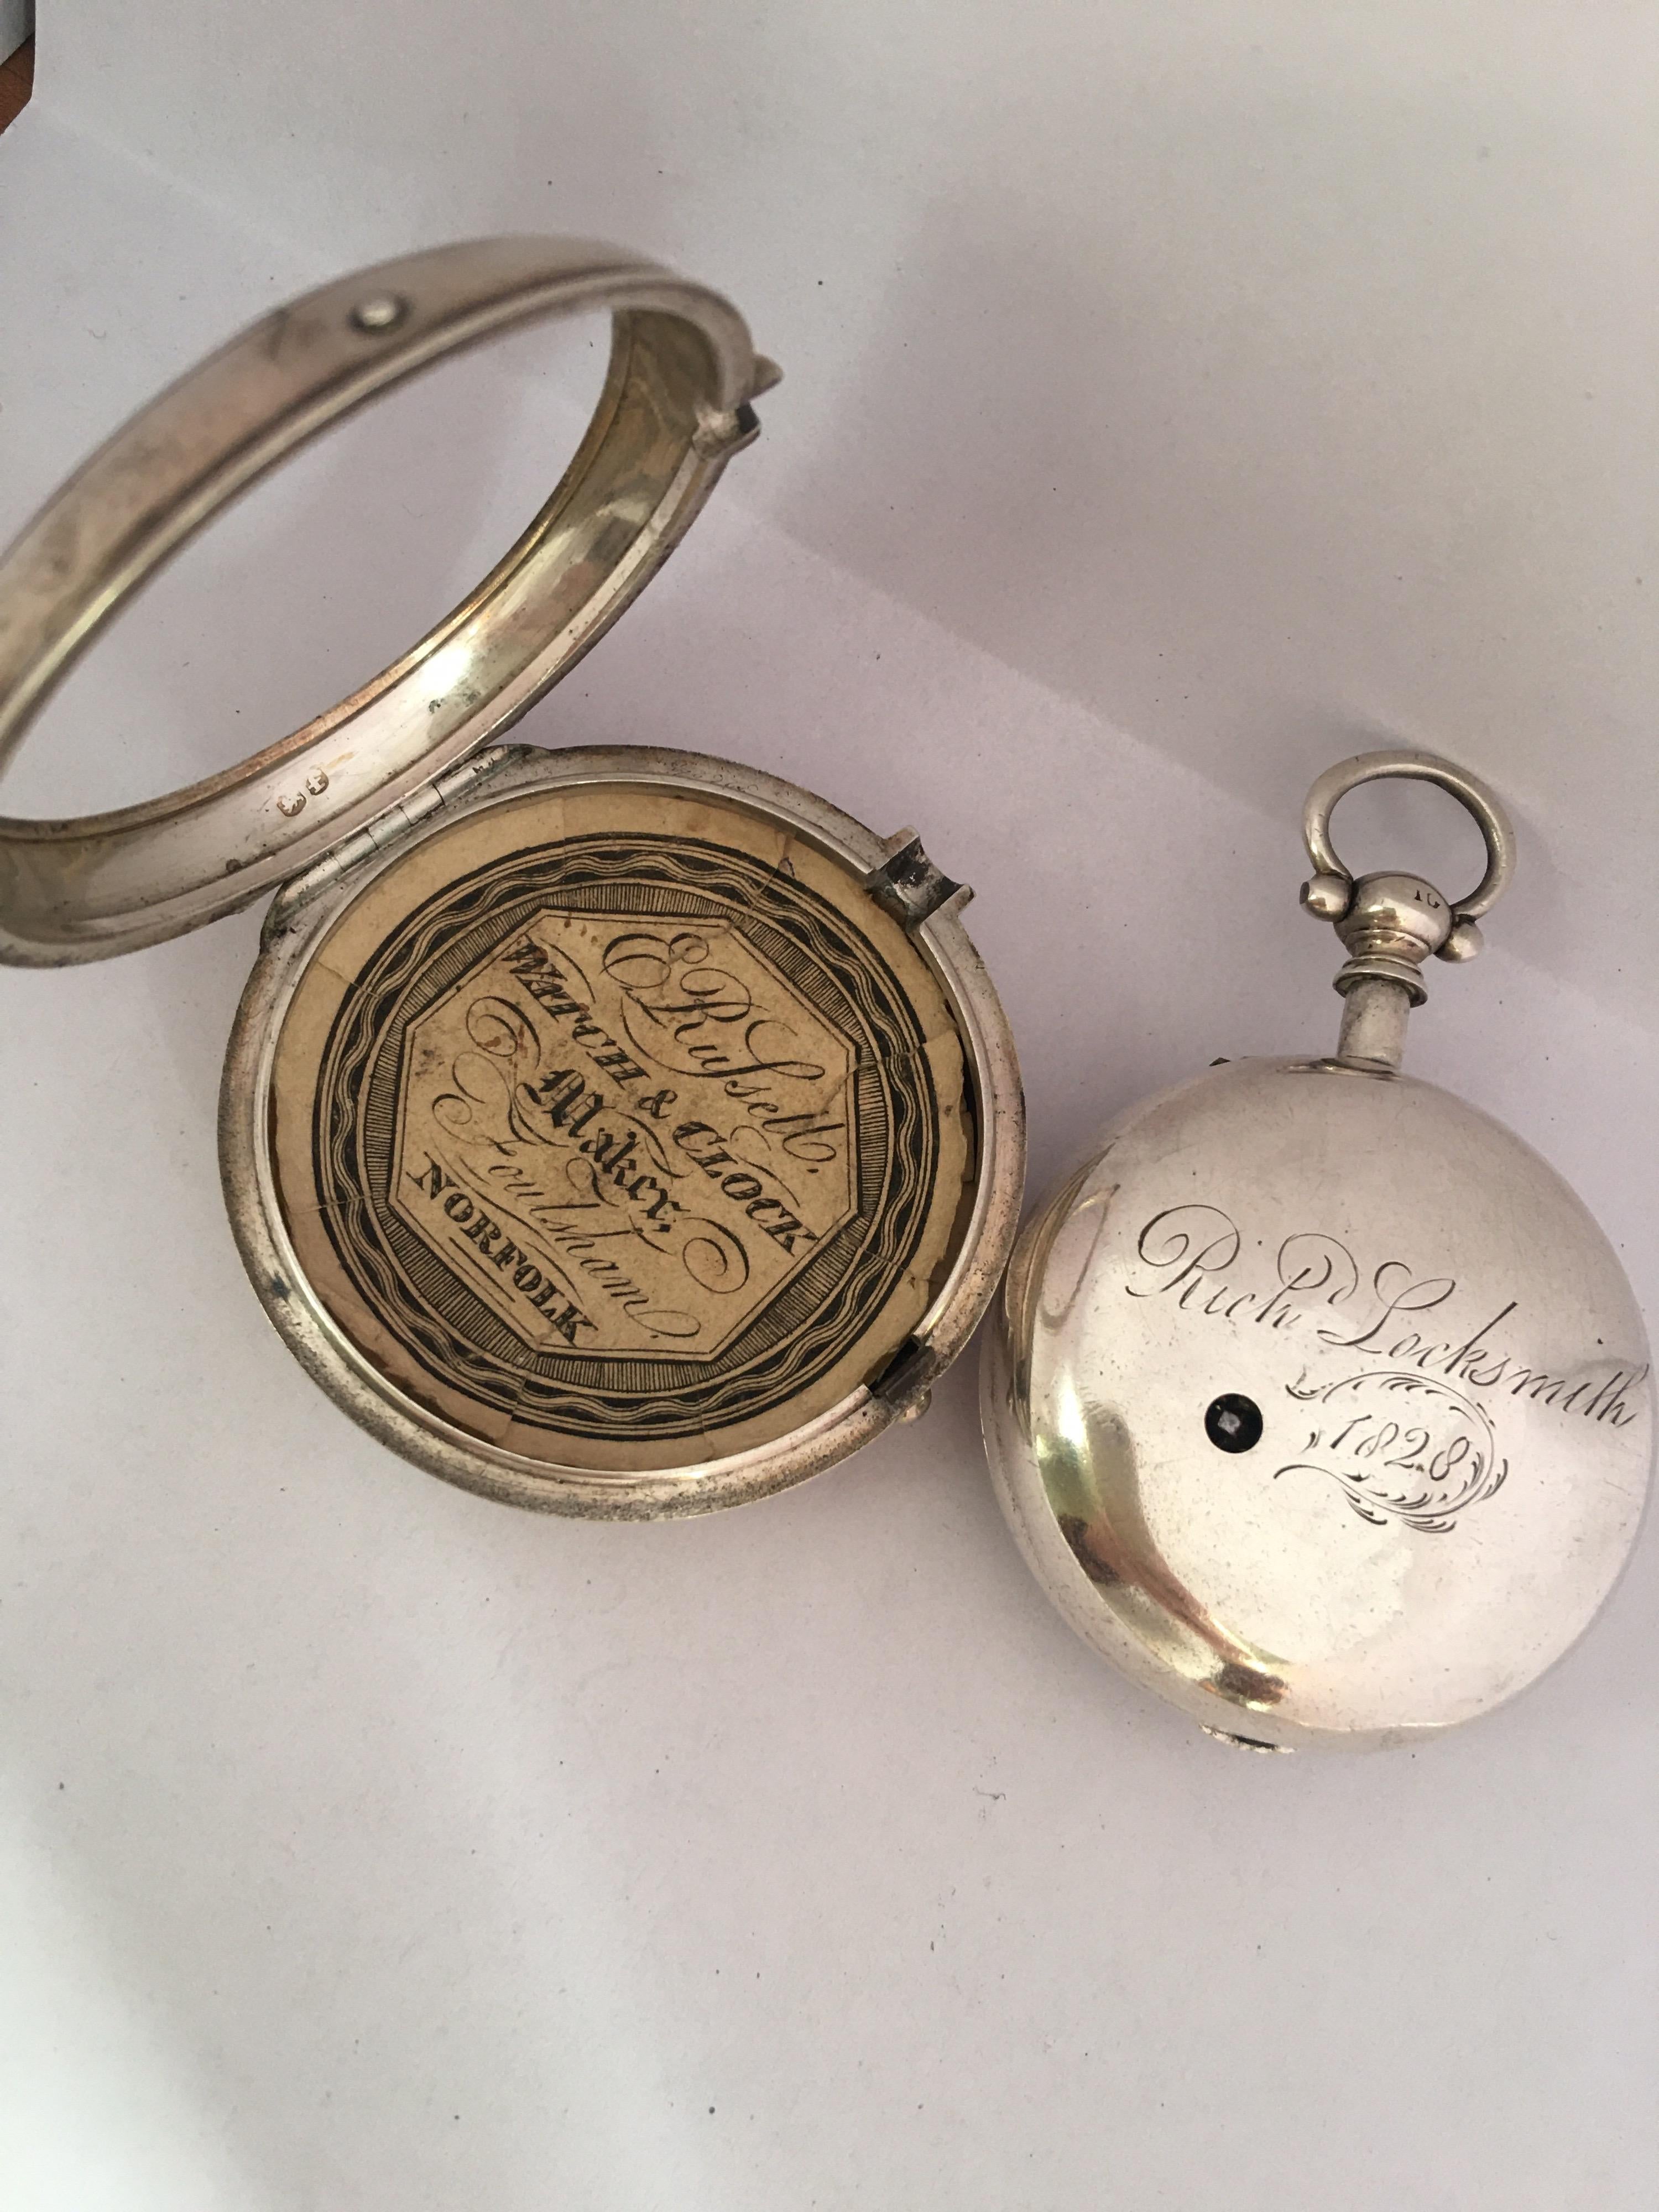 E Russell.
WATCH & CLOCK
Maker,
Foulsham.
NORFOLK
Richd Locksmith
1828